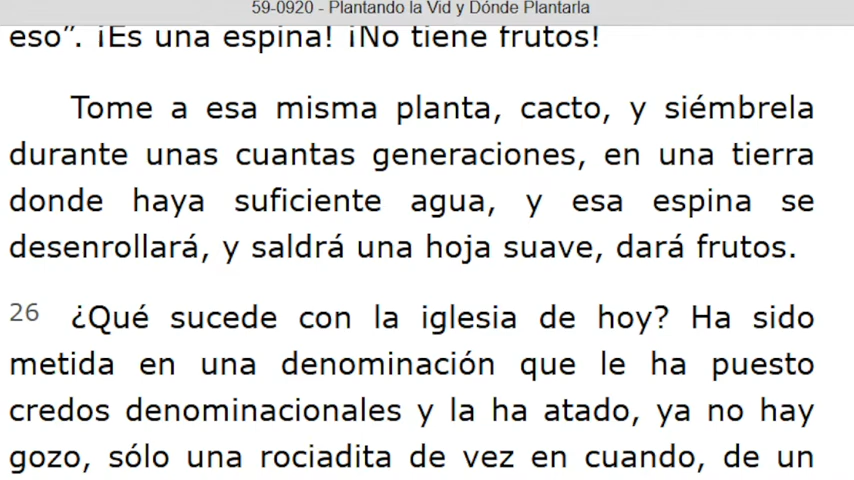 59-0920 - Plantando la Vid y Dónde Plantarla
eso”. ¡Es una espina! ¡No tiene frutos!
Tome a esa misma planta, cacto, y siémbrela
durante unas cuantas generaciones, en una tierra
donde haya suficiente agua, y esa espina se
desenrollará, y saldrá una hoja suave, dará frutos.
26 ¿Qué sucede con la iglesia de hoy? Ha sido
metida en una denominación que le ha puesto
credos denominacionales y la ha atado, ya no hay
gozo, sólo una rociadita de vez en cuando, de un